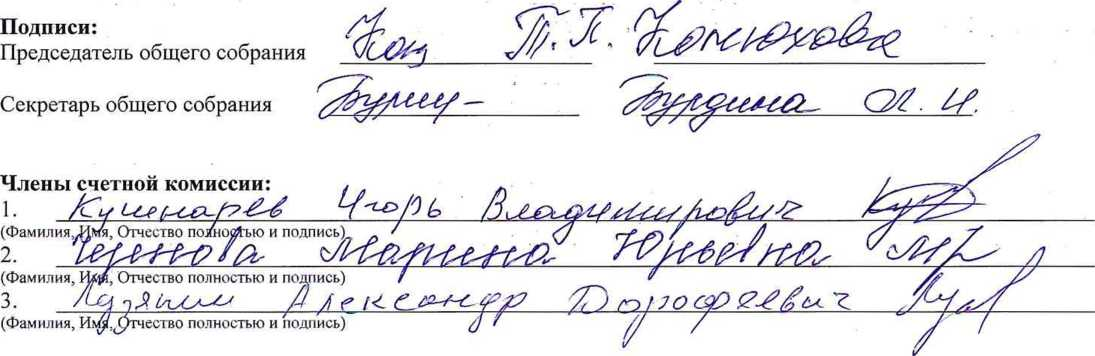 Подписи:
Председатель общего собрания Т.П. Конюхова
Секретарь общего собрания Бурдина Л. И.
Члены счетной комиссии:
1. Кушнарев Игорь Владимирович
(Фамилия, Имя, Отчество полностью и подпись)
2. Марина Юрьевна
(Фамилия, Имя, Отчество полностью и подпись)
3. Александр Дорофеевич
(Фамилия, Имя, Отчество полностью и подпись)